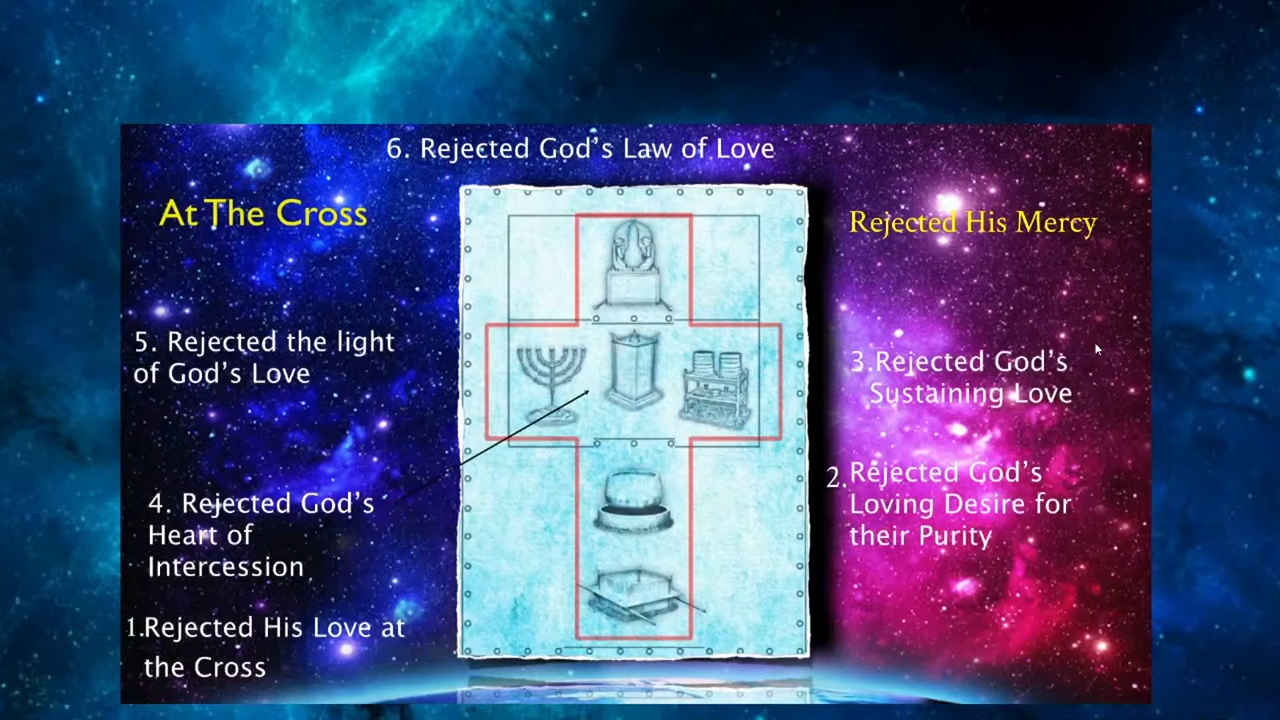 6. Rejected God's Law of Love
At The Cross
Rejected His Mercy
5. Rejected the light
of God's Love
3.Rejected God's
Sustaining Love
4. Rejected God's
Heart of
Intercession
2.Rejected God's
Loving Desire for
their Purity
1.Rejected His Love at
the Cross